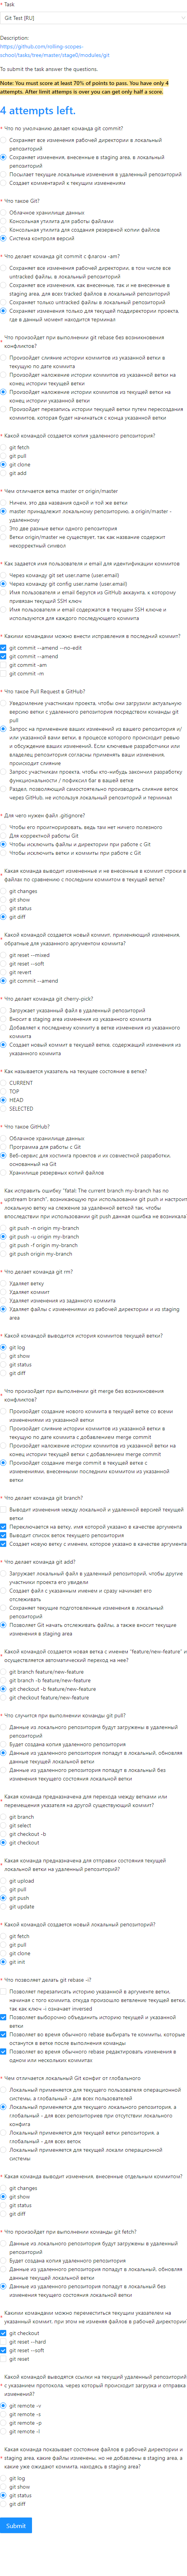 * Task
Git Test [RU]
Description:
https://github.com/rolling-scopes-
school/tasks/tree/master/stage0/modules/git
To submit the task answer the questions.
Note: You must score at least 70% of points to pass. You have only 4
attempts. After limit attempts is over you can get only half a score.
4 attempts left.
* Что по умолчанию делает команда git commit?
Сохраняет все изменения рабочей директории в локальный
репозиторий
Сохраняет изменения, внесенные в staging area, в локальный
репозиторий
Посылает текущие локальные изменения в удаленный репозиторий
Создает комментарий к текущим изменениям
* Что такое Git?
Облачное хранилище данных
Консольная утилита для работы файлами
Консольная утилита для создания резервной копии файлов
Система контроля версий
* Что делает команда git commit с флагом -am?
Сохраняет все изменения рабочей директории, в том числе все
untracked файлы, в локальный репозиторий
Сохраняет все изменения, как внесенные, так и не внесенные в
staging area, для всех tracked файлов в локальный репозиторий
Сохраняет только untracked файлы в локальный репозиторий
Сохраняет изменения только для текущей поддиректории проекта,
где в данный момент находится терминал
* Что произойдет при выполнении git rebase без возникновения
конфликтов?
Произойдет слияние истории коммитов из указанной ветки в
текущую по дате коммита
Произойдет наложение истории коммитов из указанной ветки на
конец истории текущей ветки
Произойдет наложение истории коммитов из текущей ветки на
конец истории указанной ветки
Произойдет перезапись истории текущей ветки путем пересоздания
коммитов, которая будет начинаться с конца указанной ветки
* Какой командой создается копия удаленного репозитория?
git fetch
git pull
git clone
git add
* Чем отличается ветка master от origin/master?
Ничем, это два названия одной и той же ветки
master принадлежит локальному репозиторию, а origin/master -
удаленному
Это две разные ветки одного репозитория
Ветки origin/master не существует, так как название содержит
некорректный символ
* Как задается имя пользователя и email для идентификации коммитов
Через команду git set user.name (user.email)
Через команду git config user.name (user.email)
Имя пользователя и email берутся из GitHub аккаунта, к которому
привязан текущий SSH ключ
Имя пользователя и email содержатся в текущем SSH ключе и
используются для каждого последующего коммита
* Какими командами можно внести исправления в последний коммит?
git commit --amend --no-edit
git commit --amend
git commit -am
git commit -m
* Что такое Pull Request в GitHub?
Уведомление участникам проекта, чтобы они загрузили актуальную
версию ветки с удаленного репозитория посредством команды git
pull
Запрос на применение ваших изменений из вашего репозитория и/
или указанной вами ветки, в процессе которого происходит ревью
и обсуждение ваших изменений. Если ключевые разработчики или
владелец репозитория согласны принименять ваши изменения,
происходит слияние
Запрос участникам проекта, чтобы кто-нибудь закончил разработку
функциональности / пофиксил баг в вашей ветке
Раздел, позволяющий самостоятельно производить слияние веток
через GitHub, не используя локальный репозиторий и терминал
* Для чего нужен файл .gitignore?
Чтобы его проигнорировать, ведь там нет ничего полезного
Для корректной работы Git
Чтобы исключить файлы и директории при работе с Git
Чтобы исключить ветки и коммиты при работе с Git
* Какая команда выводит измененные и не внесенные в коммит строки в
файлах по сравнению с последним коммитом в текущей ветке?
git changes
git show
git status
git diff
* Какой командой создается новый коммит, применяющий изменения,
обратные для указанного аргументом коммита?
git reset --mixed
git reset --soft
git revert
git commit --amend
* Что делает команда git cherry-pick?
Загружает указанный файл в удаленный репозиторий
Вносит в staging area изменения из указанного коммита
Добавляет к последнему коммиту в ветке изменения из указанного
коммита
Создает новый коммит в текущей ветке, содержащий изменения из
указанного коммита
* Как называется указатель на текущее состояние в ветке?
CURRENT
TOP
HEAD
SELECTED
* Что такое GitHub?
Облачное хранилище данных
Программа для работы с Git
Веб-сервис для хостинга проектов и их совместной разработки,
основанный на Git
Хранилище резервных копий файлов
* Как исправить ошибку "fatal: The current branch my-branch has no
upstream branch", возникающую при использовании git push и настроить
локальную ветку на слежение за удалённой веткой так, чтобы
впоследствии при использовании git push данная ошибка не возникала?
git push -n origin my-branch
git push -u origin my-branch
git push -f origin my-branch
git push origin my-branch
* Что делает команда git rm?
Удаляет ветку
Удаляет коммит
Удаляет изменения из заданного коммита
Удаляет файлы с изменениями из рабочей директории и из staging
area
* Какой командой выводится история коммитов текущей ветки?
git log
git show
git status
git diff
* Что произойдет при выполнении git merge без возникновения
конфликтов?
Произойдет создание нового коммита в текущей ветке со всеми
изменениями из указанной ветки
Произойдет слияние истории коммитов из указанной ветки в
текущую по дате коммита с добавлением merge commit
Произойдет наложение истории коммитов из указанной ветки на
конец истории текущей ветки с добавлением merge commit
Произойдет создание merge commit в текущей ветке с
изменениями, внесенными последним коммитом из указанной
ветки
* Что делает команда git branch?
Выводит изменения между локальной и удаленной версией текущей
ветки
Переключается на ветку, имя которой указано в качестве аргумента
Выводит список веток текущего репозитория
Создает новую ветку с именем, которое указано в качестве аргумента
* Что делает команда git add?
Загружает локальный файл в удаленный репозиторий, чтобы другие
участники проекта его увидели
Создает файл с указанным именем и сразу начинает его
отслеживать
Сохраняет текущие подготовленные изменения в локальный
репозиторий
Позволяет Git начать отслеживать файлы, а также вносит текущие
изменения в staging area
* Какой командой создается новая ветка с именем "feature/new-feature" и
осуществляется автоматический переход на нее?
git branch feature/new-feature
git branch -b feature/new-feature
git checkout -b feature/new-feature
git checkout feature/new-feature
* Что случится при выполнении команды git pull?
Данные из локального репозитория будут загружены в удаленный
репозиторий
Будет создана копия удаленного репозитория
Данные из удаленного репозитория попадут в локальный, обновляя
данные текущей локальной ветки
Данные из удаленного репозитория попадут в локальный без
изменения текущего состояния локальной ветки
* Какая команда предназначена для перехода между ветками или
перемещения указателя на другой существующий коммит?
git branch
git select
git checkout -b
git checkout
* Какая команда предназначена для отправки состояния текущей
локальной ветки на удаленный репозиторий?
git upload
git pull
git push
git update
* Какой командой создается новый локальный репозиторий?
git fetch
git pull
git clone
git init
* Что позволяет делать git rebase -i?
Позволяет перезаписать историю указанной в аргументе ветки,
начиная с того коммита, откуда произошло ветвление текущей ветки,
так как ключ -i означает inversed
Позволяет выборочно объединить историю текущей и указанной
ветки
Позволяет во время обычного rebase выбирать те коммиты, которые
останутся в ветке после выполнения команды
Позволяет во время обычного rebase редактировать изменения в
одном или нескольких коммитах
* Чем отличается локальный Git конфиг от глобального
Локальный применяется для текущего пользователя операционной
системы, а глобальный - для всех пользователей
Локальный применяется для текущего локального репозитория, а
глобальный - для всех репозиториев при отсутствии локального
конфига
Локальный применяется для текущей ветки репозитория, а
глобальный - для всех веток
Локальный применяется для текущей локали операционной
системы
* Какая команда выводит изменения, внесенные отдельным коммитом?
git changes
git show
git status
git diff
* Что произойдет при выполнении команды git fetch?
Данные из локального репозитория будут загружены в удаленный
репозиторий
Будет создана копия удаленного репозитория
Данные из удаленного репозитория попадут в локальный, обновляя
данные текущей локальной ветки
Данные из удаленного репозитория попадут в локальный без
изменения текущего состояния локальной ветки
* Какими командами можно переместиться текущим указателем на
указанный коммит, при этом не изменяя файлов в рабочей директории?
git checkout
git reset --hard
git reset --soft
git reset
* Какой командой выводятся ссылки на текущий удаленный репозиторий
с указанием протокола, через который происходит загрузка и отправка
изменений?
git remote -v
git remote -s
git remote -p
git remote -l
* Какая команда показывает состояние файлов в рабочей директории и
staging area, какие файлы изменены, но не добавлены в staging area, а
какие уже ожидают коммита, находясь в staging area?
git log
git show
git status
git diff
Submit